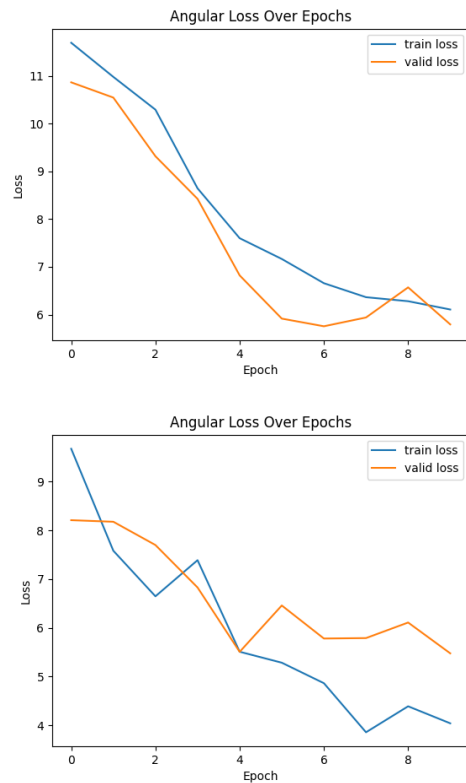 Angular Loss Over Epochs
train loss
valid loss
11
10
9
8
7
6
Loss
0 2 4 6 8
Epoch
Angular Loss Over Epochs
train loss
valid loss
9
8
7
6
5
4
Loss
0 2 4 6 8
Epoch